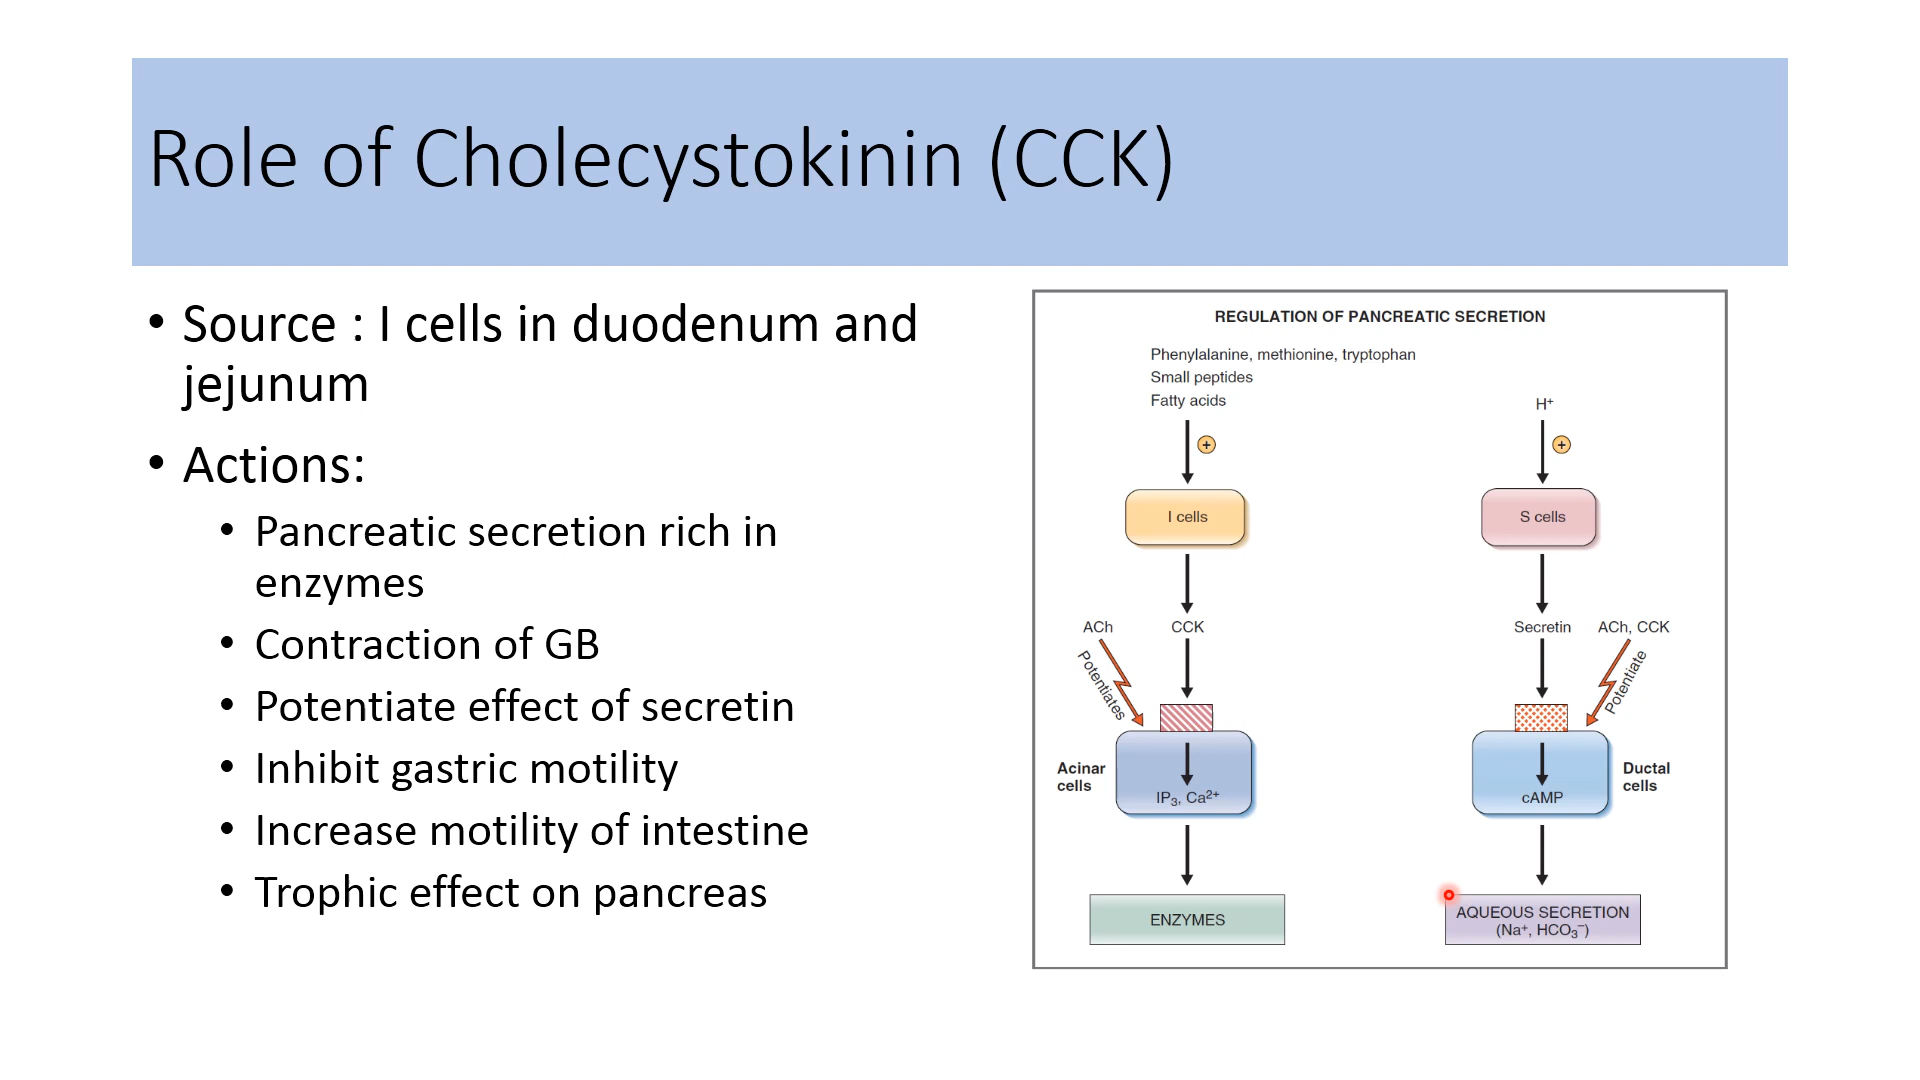 Role of Cholecystokinin (CCK)
• Source : I cells in duodenum and
jejunum
• Actions:
• Pancreatic secretion rich in
enzymes
• Contraction of GB
• Potentiate effect of secretin
• Inhibit gastric motility
• Increase motility of intestine
• Trophic effect on pancreas
REGULATION OF PANCREATIC SECRETION
Phenylalanine, methionine, tryptophan
Small peptides
Fatty acids
H⁺
+
+
I cells
S cells
ACh
CCK
Secretin
ACh, CCK
Potentiates
Potentiate
Acinar
cells
IP₃, Ca²⁺
cAMP
Ductal
cells
ENZYMES
AQUEOUS SECRETION
(Na⁺, HCO₃⁻)